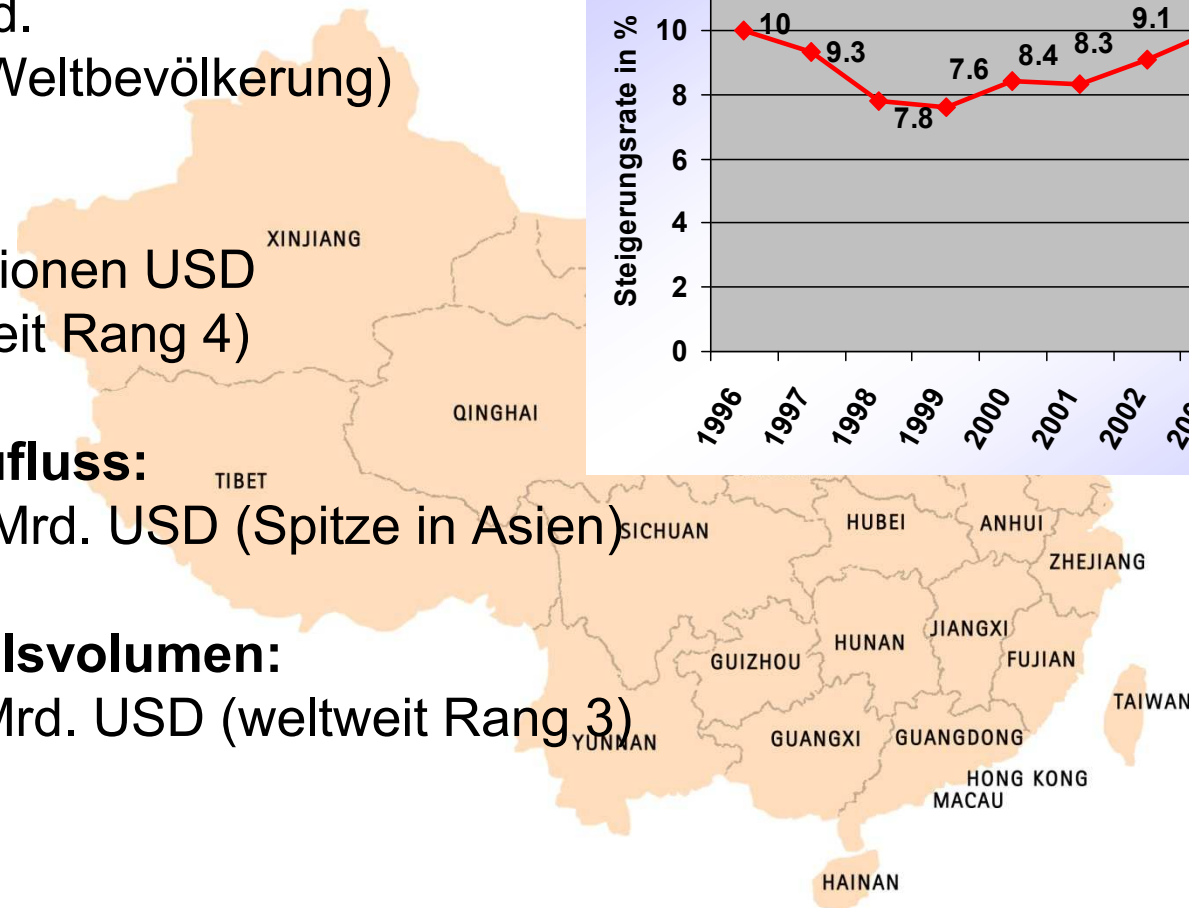 d.
Weltbevölkerung)
ionen USD
eit Rang 4)
ufluss:
Mrd. USD (Spitze in Asien)
lsvolumen:
Mrd. USD (weltweit Rang 3)
Steigerungsrate in %
10
8
6
4
2
0
10
9.3
7.8
7.6
8.4
8.3
9.1
1996
1997
1998
1999
2000
2001
2002
200
XINJIANG
QINGHAI
TIBET
SICHUAN
HUBEI
ANHUI
ZHEJIANG
GUIZHOU
HUNAN
JIANGXI
FUJIAN
TAIWAN
YUNNAN
GUANGXI
GUANGDONG
HONG KONG
MACAU
HAINAN